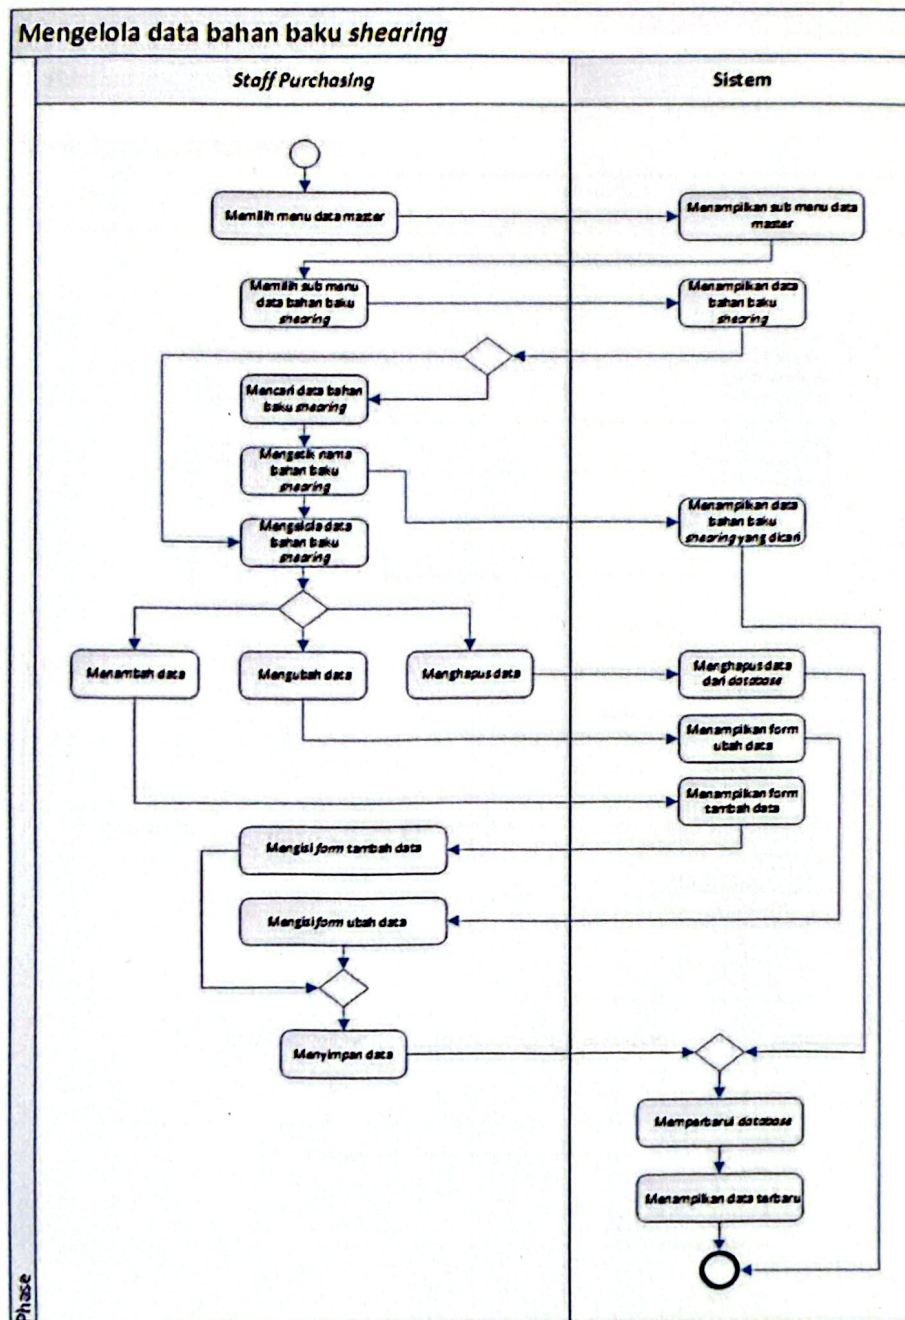 Mengelola data bahan baku shearing
Staff Purchasing
Sistem
Memilih menu data master
Menampilkan sub menu data
master
Memilih sub menu
data bahan baku
shearing
Menampilkan data
bahan baku
shearing
Mencari data bahan
baku shearing
Mengetik nama
bahan baku
shearing
Menampilkan data
bahan baku
shearing yang dicari
Mengelola data
bahan baku
shearing
Menambah data
Mengubah data
Menghapus data
Menghapus data
dari database
Menampilkan form
ubah data
Menampilkan form
tambah data
Mengisi form tambah data
Mengisi form ubah data
Menyimpan data
Memperbarui database
Menampilkan data terbaru
Phase